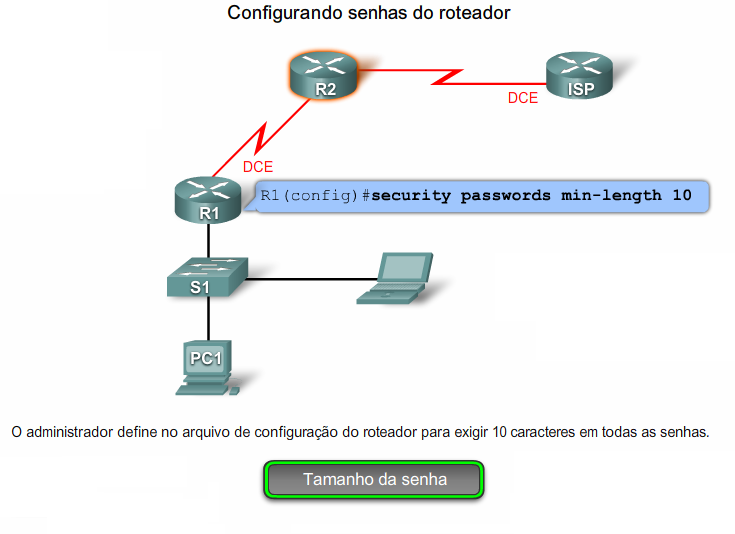 Configurando senhas do roteador
R2
ISP
DCE
DCE
R1
R1(config)#security passwords min-length 10
S1
PC1
O administrador define no arquivo de configuração do roteador para exigir 10 caracteres em todas as senhas.
Tamanho da senha